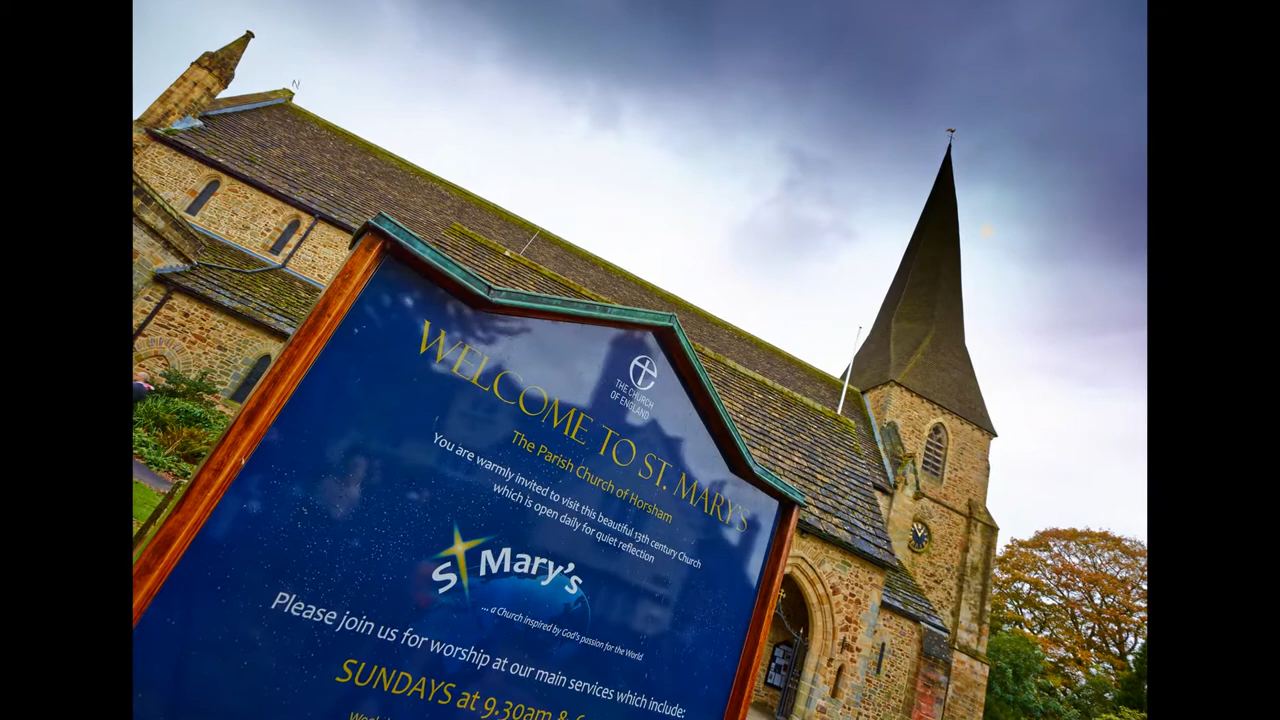 THE CHURCH
OF ENGLAND
WELCOME TO ST. MARY'S
The Parish Church of Horsham
You are warmly invited to visit this beautiful 13th century Church
which is open daily for quiet reflection
St Mary's
... a Church inspired by God's passion for the World
Please join us for worship at our main services which include:
SUNDAYS at 9.30am &
N